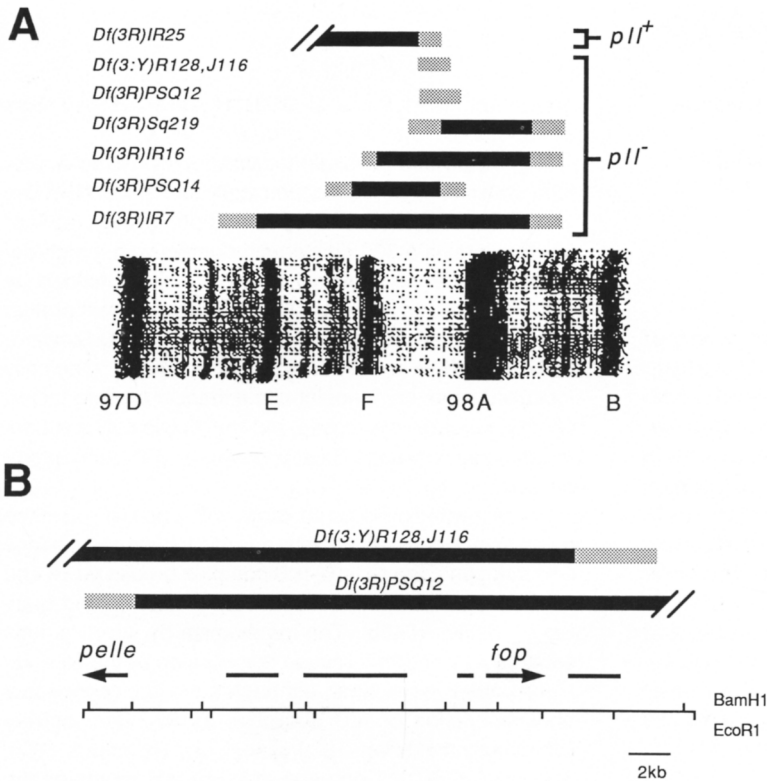 A
Df(3R)IR25
pll+
Df(3:Y)R128,J116
Df(3R)PSQ12
Df(3R)Sq219
Df(3R)IR16
pll-
Df(3R)PSQ14
Df(3R)IR7
97D E F 98A B
B
Df(3:Y)R128,J116
Df(3R)PSQ12
pelle fop
BamH1
EcoR1
2kb